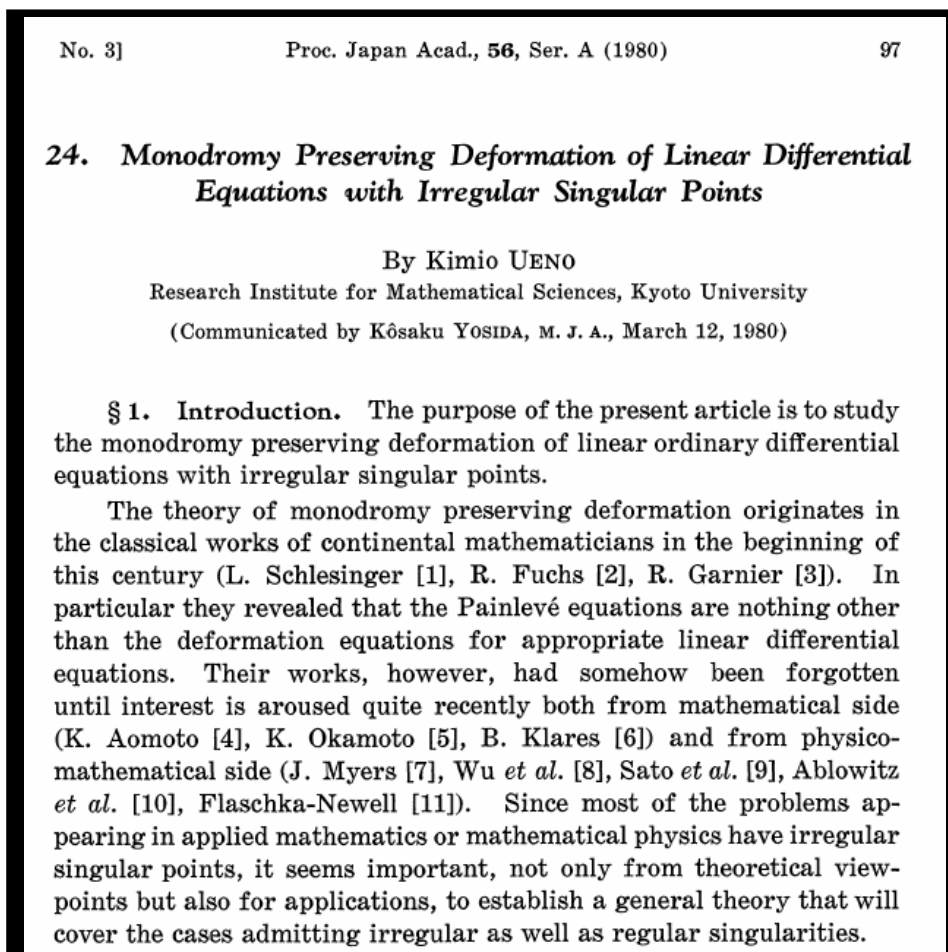 No. 3] Proc. Japan Acad., 56, Ser. A (1980) 97
24. Monodromy Preserving Deformation of Linear Differential
Equations with Irregular Singular Points
By Kimio UENO
Research Institute for Mathematical Sciences, Kyoto University
(Communicated by Kôsaku YOSIDA, M. J. A., March 12, 1980)
§ 1. Introduction. The purpose of the present article is to study
the monodromy preserving deformation of linear ordinary differential
equations with irregular singular points.
The theory of monodromy preserving deformation originates in
the classical works of continental mathematicians in the beginning of
this century (L. Schlesinger [1], R. Fuchs [2], R. Garnier [3]). In
particular they revealed that the Painlevé equations are nothing other
than the deformation equations for appropriate linear differential
equations. Their works, however, had somehow been forgotten
until interest is aroused quite recently both from mathematical side
(K. Aomoto [4], K. Okamoto [5], B. Klares [6]) and from physico-
mathematical side (J. Myers [7], Wu et al. [8], Sato et al. [9], Ablowitz
et al. [10], Flaschka-Newell [11]). Since most of the problems ap-
pearing in applied mathematics or mathematical physics have irregular
singular points, it seems important, not only from theoretical view-
points but also for applications, to establish a general theory that will
cover the cases admitting irregular as well as regular singularities.